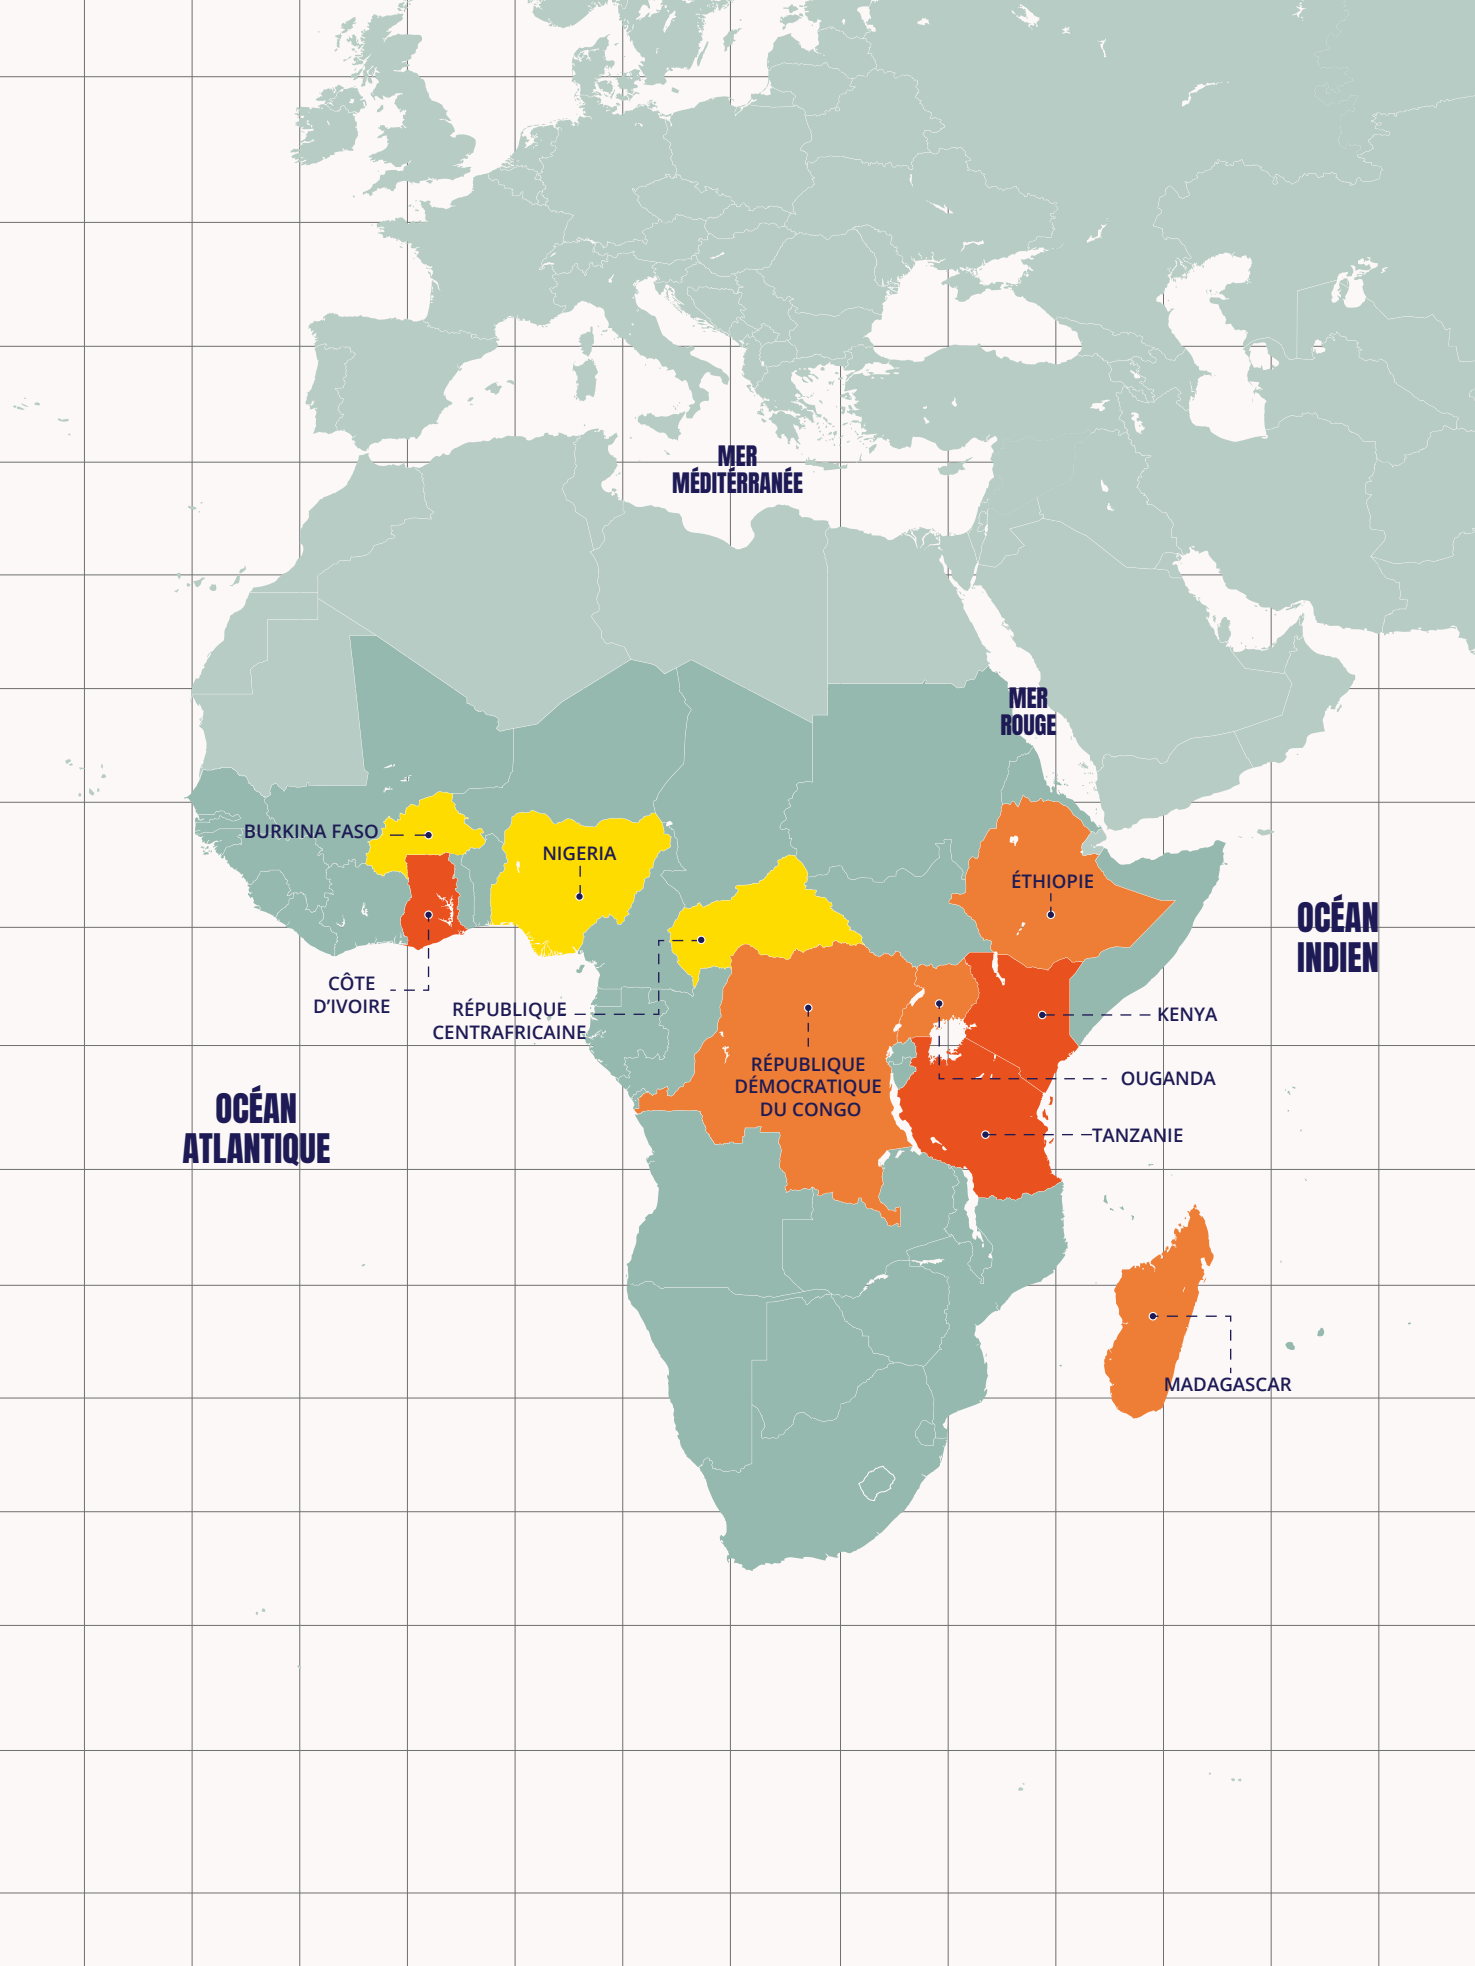 MER
MÉDITÉRRANÉE
MER
ROUGE
BURKINA FASO
NIGERIA
ÉTHIOPIE
OCÉAN
INDIEN
CÔTE
D'IVOIRE
RÉPUBLIQUE
CENTRAFRICAINE
KENYA
RÉPUBLIQUE
DÉMOCRATIQUE
DU CONGO
OUGANDA
OCÉAN
ATLANTIQUE
TANZANIE
MADAGASCAR